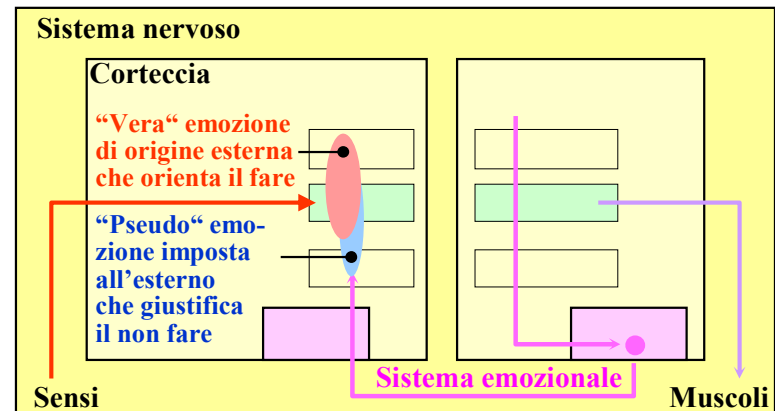 Sistema nervoso
Corteccia
“Vera“ emozione
di origine esterna
che orienta il fare
“Pseudo“ emo-
zione imposta
all’esterno
che giustifica
il non fare
Sistema emozionale
Sensi
Muscoli